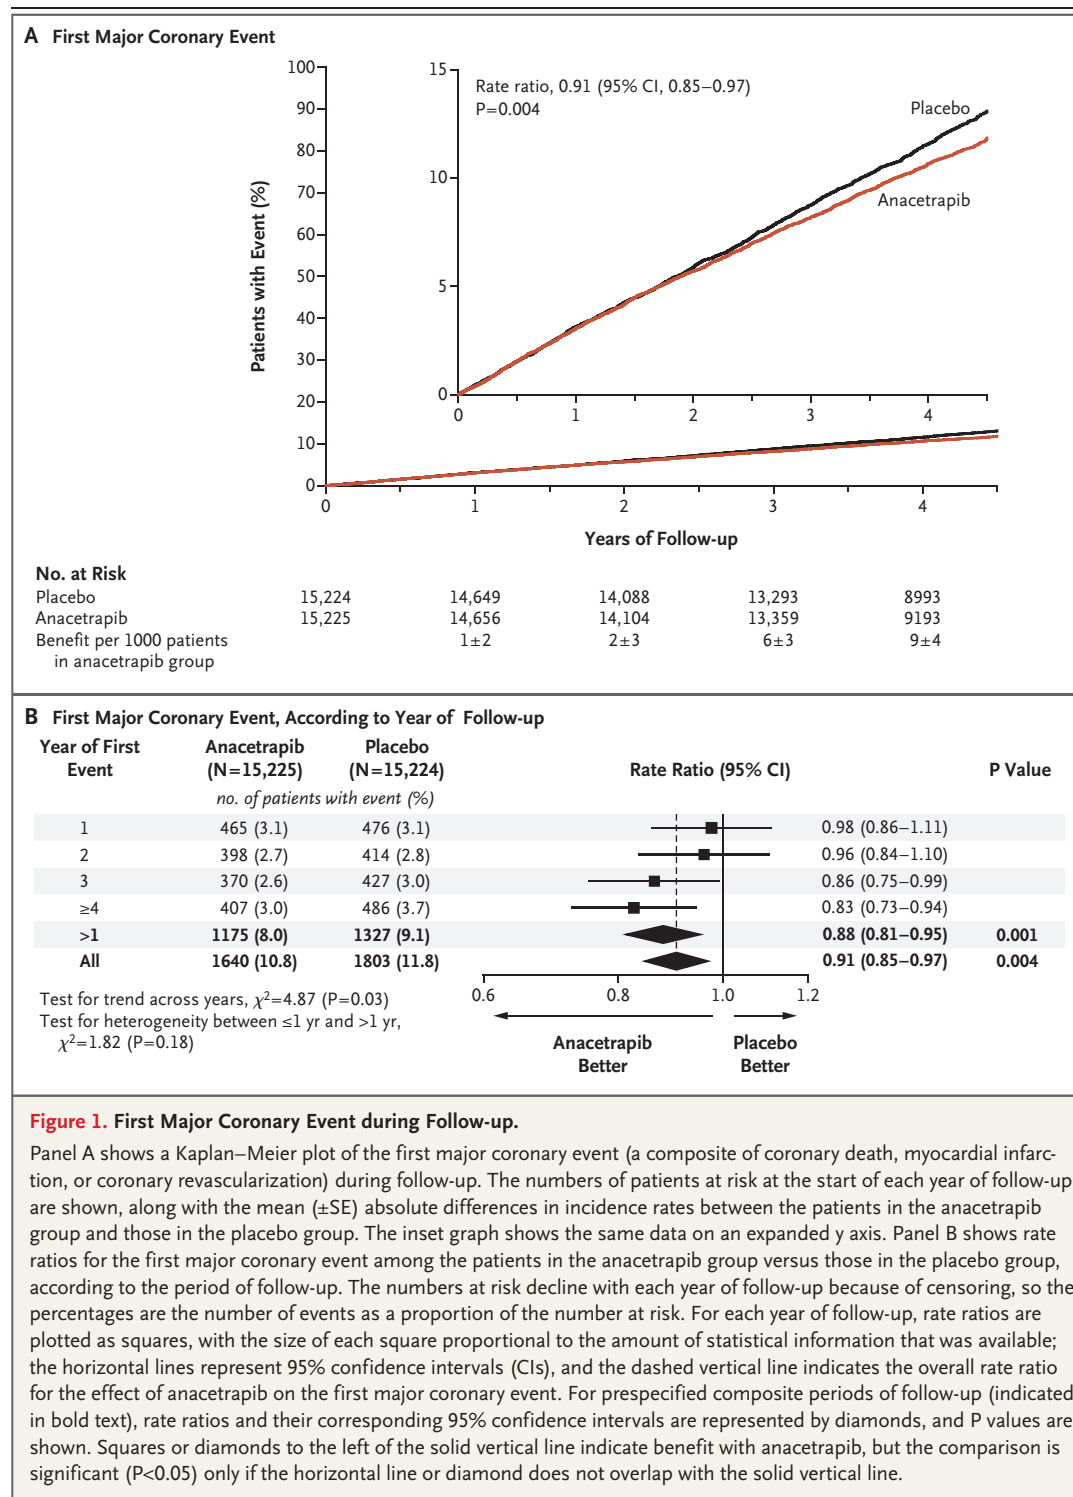 A First Major Coronary Event
Patients with Event (%)
100
90
80
70
60
50
40
30
20
10
0
0 1 2 3 4
15
10
5
0
0 1 2 3 4
Rate ratio, 0.91 (95% CI, 0.85–0.97)
P=0.004
Placebo
Anacetrapib
Years of Follow-up
No. at Risk
Placebo 15,224 14,649 14,088 13,293 8993
Anacetrapib 15,225 14,656 14,104 13,359 9193
Benefit per 1000 patients 1±2 2±3 6±3 9±4
in anacetrapib group
B First Major Coronary Event, According to Year of Follow-up
Year of First Anacetrapib Placebo
Event (N=15,225) (N=15,224) Rate Ratio (95% CI) P Value
no. of patients with event (%)
1 465 (3.1) 476 (3.1) 0.98 (0.86–1.11)
2 398 (2.7) 414 (2.8) 0.96 (0.84–1.10)
3 370 (2.6) 427 (3.0) 0.86 (0.75–0.99)
≥4 407 (3.0) 486 (3.7) 0.83 (0.73–0.94)
>1 1175 (8.0) 1327 (9.1) 0.88 (0.81–0.95) 0.001
All 1640 (10.8) 1803 (11.8) 0.91 (0.85–0.97) 0.004
0.6 0.8 1.0 1.2
Test for trend across years, χ²=4.87 (P=0.03)
Test for heterogeneity between ≤1 yr and >1 yr,
χ²=1.82 (P=0.18)
Anacetrapib Placebo
Better Better
Figure 1. First Major Coronary Event during Follow-up.
Panel A shows a Kaplan–Meier plot of the first major coronary event (a composite of coronary death, myocardial infarc-
tion, or coronary revascularization) during follow-up. The numbers of patients at risk at the start of each year of follow-up
are shown, along with the mean (±SE) absolute differences in incidence rates between the patients in the anacetrapib
group and those in the placebo group. The inset graph shows the same data on an expanded y axis. Panel B shows rate
ratios for the first major coronary event among the patients in the anacetrapib group versus those in the placebo group,
according to the period of follow-up. The numbers at risk decline with each year of follow-up because of censoring, so the
percentages are the number of events as a proportion of the number at risk. For each year of follow-up, rate ratios are
plotted as squares, with the size of each square proportional to the amount of statistical information that was available;
the horizontal lines represent 95% confidence intervals (CIs), and the dashed vertical line indicates the overall rate ratio
for the effect of anacetrapib on the first major coronary event. For prespecified composite periods of follow-up (indicated
in bold text), rate ratios and their corresponding 95% confidence intervals are represented by diamonds, and P values are
shown. Squares or diamonds to the left of the solid vertical line indicate benefit with anacetrapib, but the comparison is
significant (P<0.05) only if the horizontal line or diamond does not overlap with the solid vertical line.